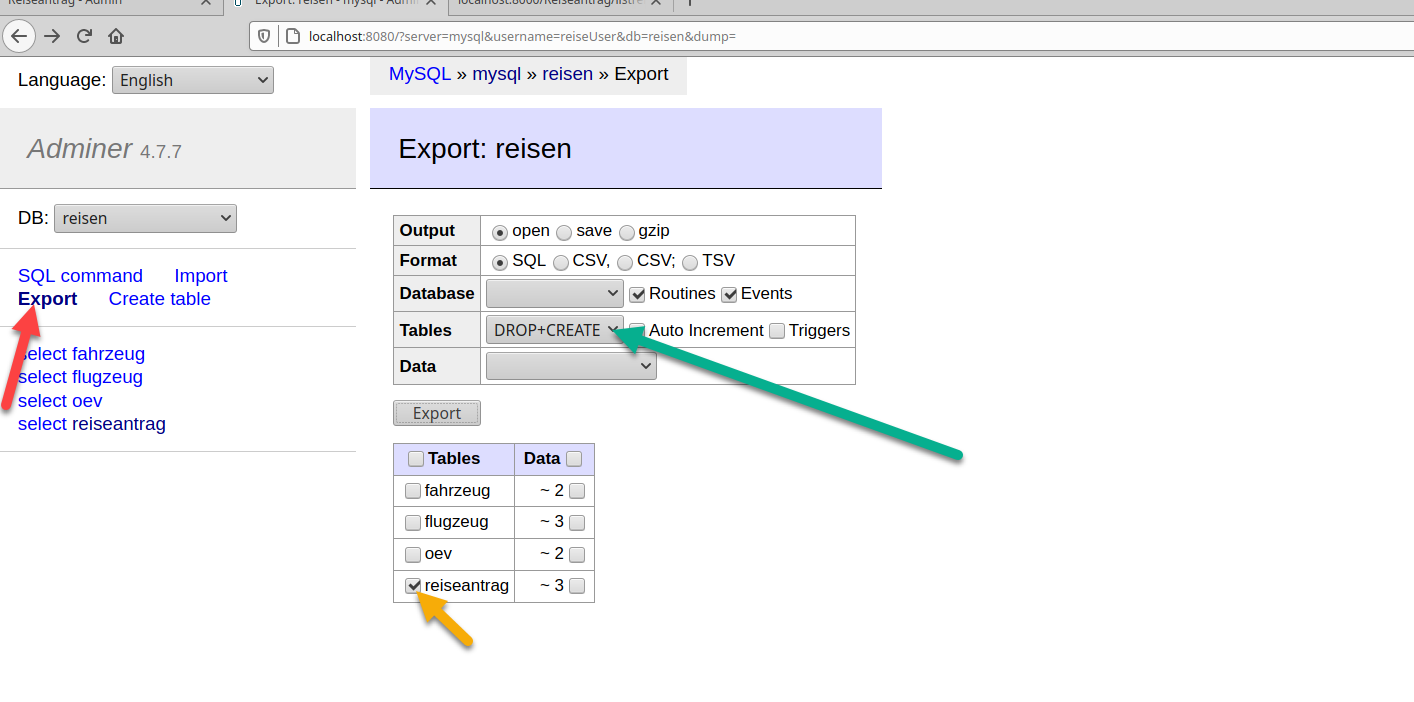 Reiseantrag - Admin
Export: reisen - mysql - Admin
localhost:8000/Reiseantrag/listre
localhost:8080/?server=mysql&username=reiseUser&db=reisen&dump=
Language: English
MySQL » mysql » reisen » Export
Adminer 4.7.7
Export: reisen
DB: reisen
Output open save gzip
Format SQL CSV, CSV; TSV
Database Routines Events
Tables DROP+CREATE Auto Increment Triggers
Data
SQL command Import
Export Create table
select fahrzeug
select flugzeug
select oev
select reiseantrag
Export
Tables Data
fahrzeug ~ 2
flugzeug ~ 3
oev ~ 2
reiseantrag ~ 3